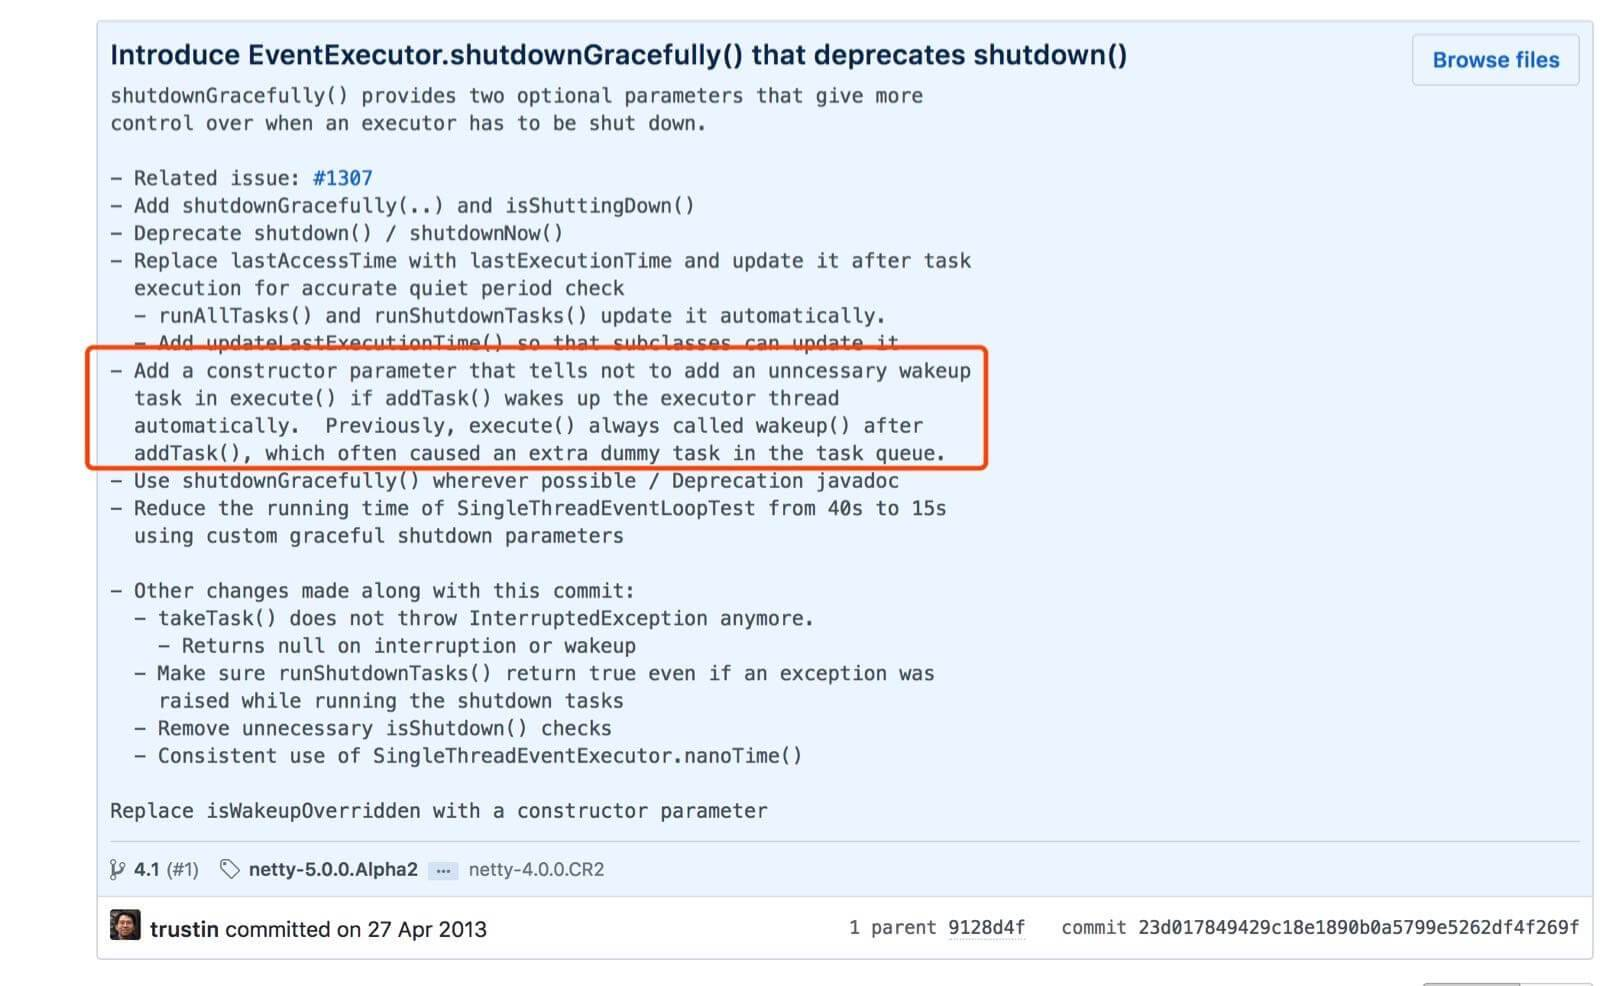 Introduce EventExecutor.shutdownGracefully() that deprecates shutdown()
Browse files
shutdownGracefully() provides two optional parameters that give more
control over when an executor has to be shut down.
- Related issue: #1307
- Add shutdownGracefully(..) and isShuttingDown()
- Deprecate shutdown() / shutdownNow()
- Replace lastAccessTime with lastExecutionTime and update it after task
execution for accurate quiet period check
- runAllTasks() and runShutdownTasks() update it automatically.
- Add updateLastExecutionTime() so that subclasses can update it
- Add a constructor parameter that tells not to add an unncessary wakeup
task in execute() if addTask() wakes up the executor thread
automatically.  Previously, execute() always called wakeup() after
addTask(), which often caused an extra dummy task in the task queue.
- Use shutdownGracefully() wherever possible / Deprecation javadoc
- Reduce the running time of SingleThreadEventLoopTest from 40s to 15s
using custom graceful shutdown parameters
- Other changes made along with this commit:
- takeTask() does not throw InterruptedException anymore.
- Returns null on interruption or wakeup
- Make sure runShutdownTasks() return true even if an exception was
raised while running the shutdown tasks
- Remove unnecessary isShutdown() checks
- Consistent use of SingleThreadEventExecutor.nanoTime()
Replace isWakeupOverridden with a constructor parameter
4.1 (#1) netty-5.0.0.Alpha2 ... netty-4.0.0.CR2
trustin committed on 27 Apr 2013
1 parent 9128d4f commit 23d017849429c18e1890b0a5799e5262df4f269f